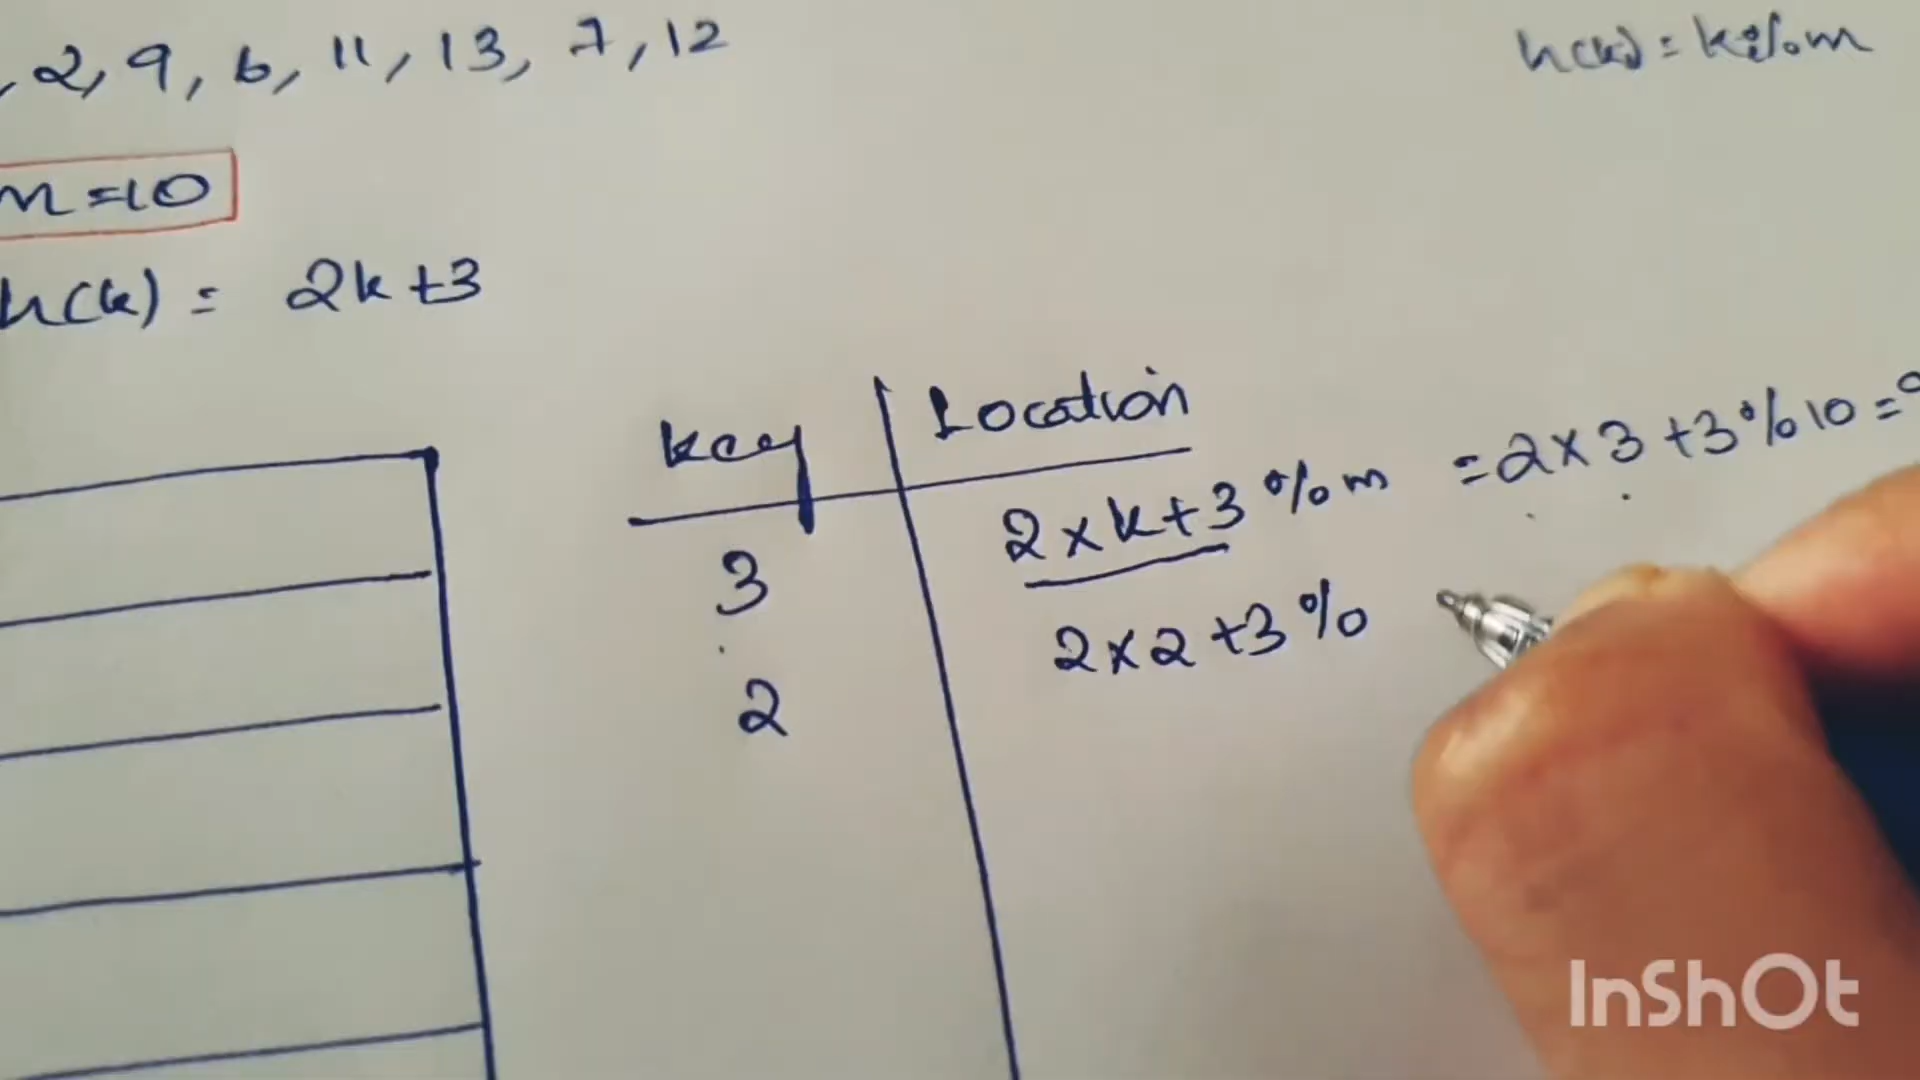 , 2, 9, 6, 11, 13, 7, 12
h(k) = k%m
m=10
h(k) = 2k+3
key Location
3 2×k+3%m =2×3+3%10=9
2 2×2+3%
InShOt